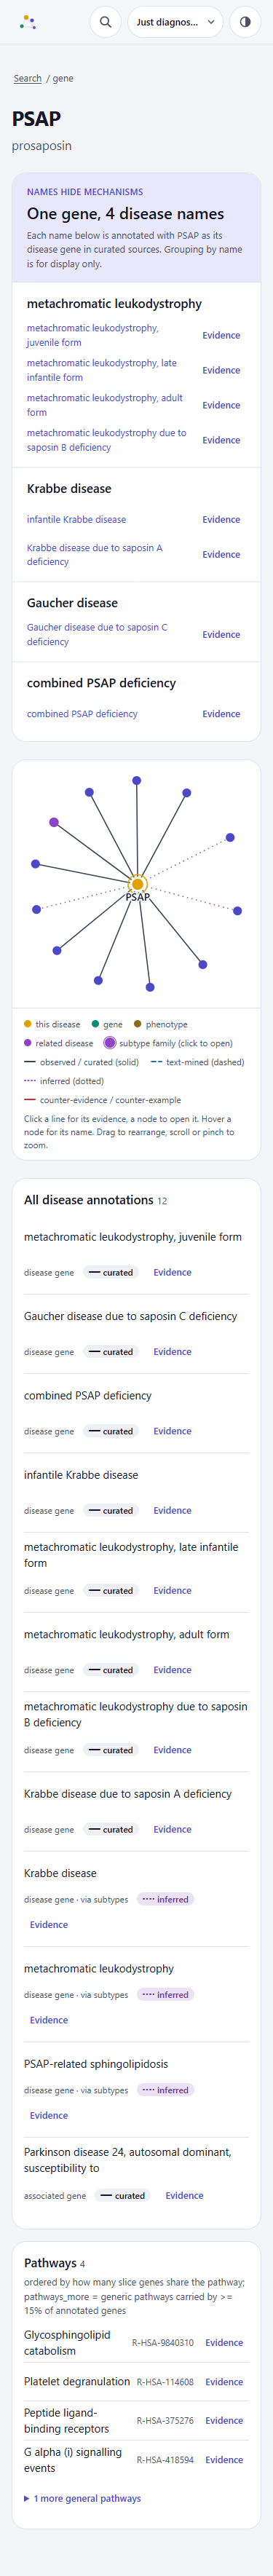 Just diagnos...
Search / gene
PSAP
prosaposin
NAMES HIDE MECHANISMS
One gene, 4 disease names
Each name below is annotated with PSAP as its
disease gene in curated sources. Grouping by name
is for display only.
metachromatic leukodystrophy
metachromatic leukodystrophy,
juvenile form
Evidence
metachromatic leukodystrophy, late
infantile form
Evidence
metachromatic leukodystrophy, adult
form
Evidence
metachromatic leukodystrophy due to
saposin B deficiency
Evidence
Krabbe disease
infantile Krabbe disease Evidence
Krabbe disease due to saposin A
deficiency
Evidence
Gaucher disease
Gaucher disease due to saposin C
deficiency
Evidence
combined PSAP deficiency
combined PSAP deficiency Evidence
PSAP
this disease gene phenotype
related disease subtype family (click to open)
observed / curated (solid) text-mined (dashed)
inferred (dotted)
counter-evidence / counter-example
Click a line for its evidence, a node to open it. Hover a
node for its name. Drag to rearrange, scroll or pinch to
zoom.
All disease annotations 12
metachromatic leukodystrophy, juvenile form
disease gene curated Evidence
Gaucher disease due to saposin C deficiency
disease gene curated Evidence
combined PSAP deficiency
disease gene curated Evidence
infantile Krabbe disease
disease gene curated Evidence
metachromatic leukodystrophy, late infantile
form
disease gene curated Evidence
metachromatic leukodystrophy, adult form
disease gene curated Evidence
metachromatic leukodystrophy due to saposin
B deficiency
disease gene curated Evidence
Krabbe disease due to saposin A deficiency
disease gene curated Evidence
Krabbe disease
disease gene · via subtypes inferred
Evidence
metachromatic leukodystrophy
disease gene · via subtypes inferred
Evidence
PSAP-related sphingolipidosis
disease gene · via subtypes inferred
Evidence
Parkinson disease 24, autosomal dominant,
susceptibility to
associated gene curated Evidence
Pathways 4
ordered by how many slice genes share the pathway;
pathways_more = generic pathways carried by >=
15% of annotated genes
Glycosphingolipid
catabolism
R-HSA-9840310 Evidence
Platelet degranulation R-HSA-114608 Evidence
Peptide ligand-
binding receptors
R-HSA-375276 Evidence
G alpha (i) signalling
events
R-HSA-418594 Evidence
1 more general pathways